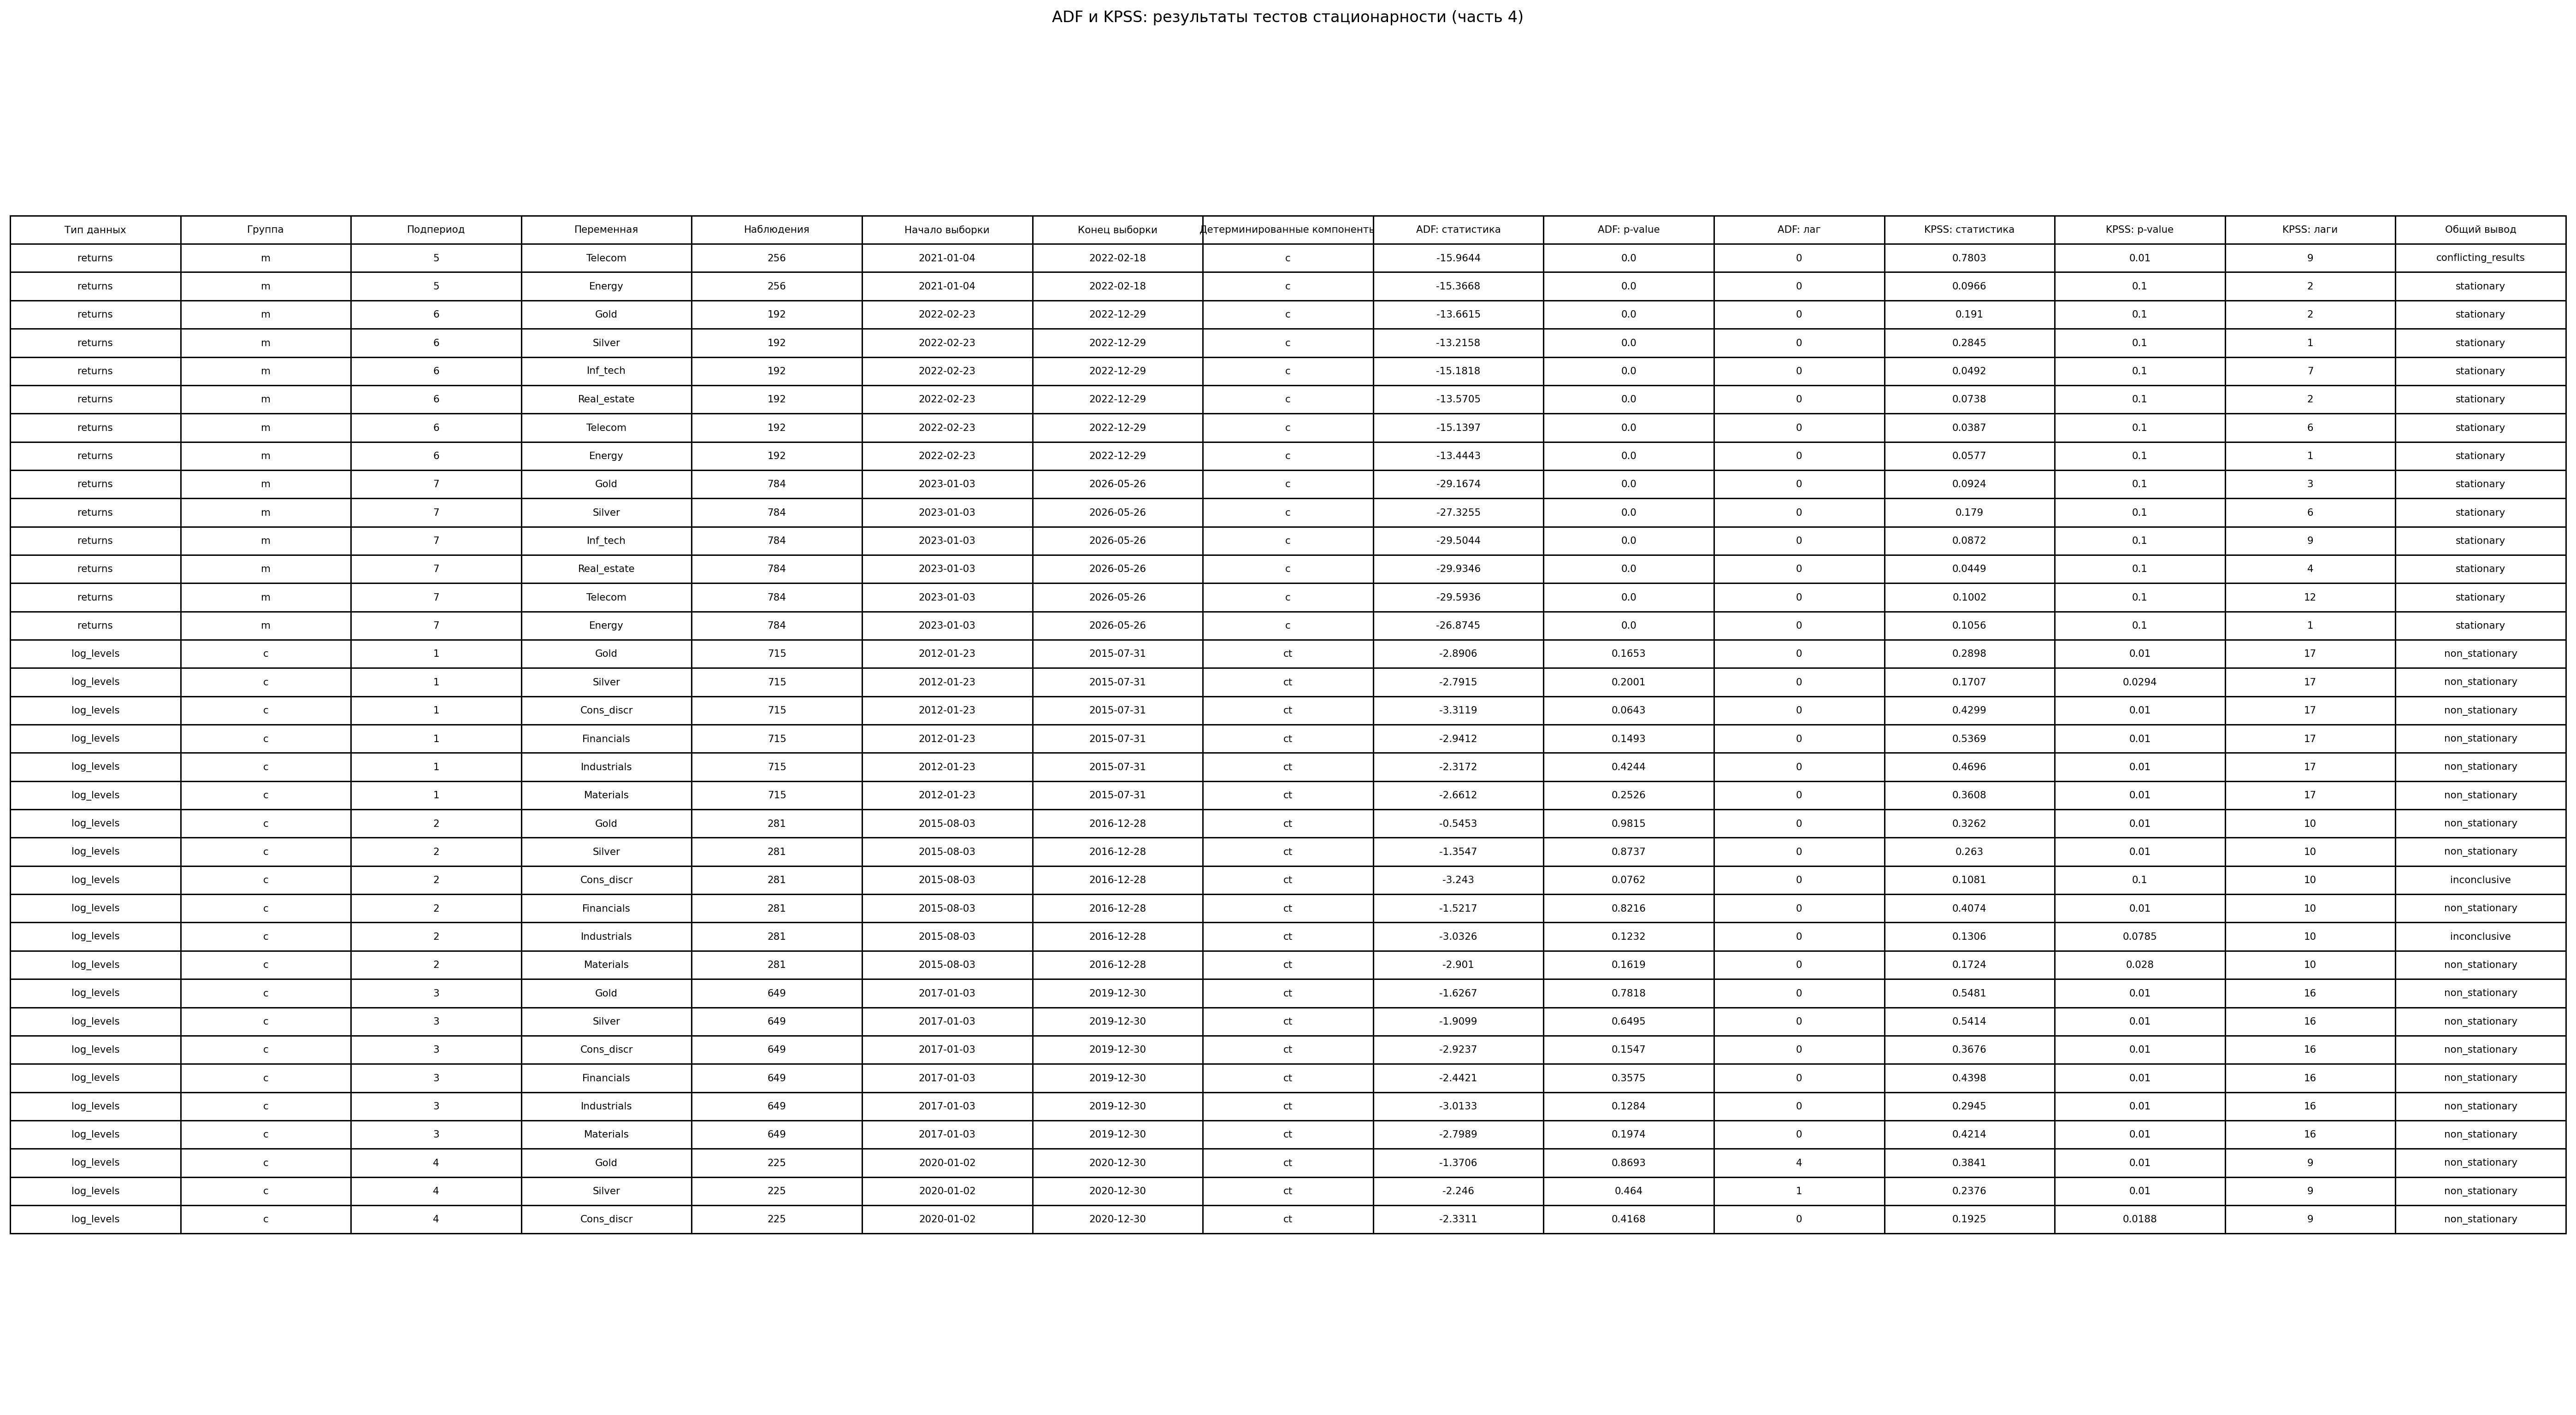 ADF и KPSS: результаты тестов стационарности (часть 4)
Тип данных Группа Подпериод Переменная Наблюдения Начало выборки Конец выборки Детерминированные компоненты ADF: статистика ADF: p-value ADF: лаг KPSS: статистика KPSS: p-value KPSS: лаги Общий вывод
returns m 5 Telecom 256 2021-01-04 2022-02-18 c -15.9644 0.0 0 0.7803 0.01 9 conflicting_results
returns m 5 Energy 256 2021-01-04 2022-02-18 c -15.3668 0.0 0 0.0966 0.1 2 stationary
returns m 6 Gold 192 2022-02-23 2022-12-29 c -13.6615 0.0 0 0.191 0.1 2 stationary
returns m 6 Silver 192 2022-02-23 2022-12-29 c -13.2158 0.0 0 0.2845 0.1 1 stationary
returns m 6 Inf_tech 192 2022-02-23 2022-12-29 c -15.1818 0.0 0 0.0492 0.1 7 stationary
returns m 6 Real_estate 192 2022-02-23 2022-12-29 c -13.5705 0.0 0 0.0738 0.1 2 stationary
returns m 6 Telecom 192 2022-02-23 2022-12-29 c -15.1397 0.0 0 0.0387 0.1 6 stationary
returns m 6 Energy 192 2022-02-23 2022-12-29 c -13.4443 0.0 0 0.0577 0.1 1 stationary
returns m 7 Gold 784 2023-01-03 2026-05-26 c -29.1674 0.0 0 0.0924 0.1 3 stationary
returns m 7 Silver 784 2023-01-03 2026-05-26 c -27.3255 0.0 0 0.179 0.1 6 stationary
returns m 7 Inf_tech 784 2023-01-03 2026-05-26 c -29.5044 0.0 0 0.0872 0.1 9 stationary
returns m 7 Real_estate 784 2023-01-03 2026-05-26 c -29.9346 0.0 0 0.0449 0.1 4 stationary
returns m 7 Telecom 784 2023-01-03 2026-05-26 c -29.5936 0.0 0 0.1002 0.1 12 stationary
returns m 7 Energy 784 2023-01-03 2026-05-26 c -26.8745 0.0 0 0.1056 0.1 1 stationary
log_levels c 1 Gold 715 2012-01-23 2015-07-31 ct -2.8906 0.1653 0 0.2898 0.01 17 non_stationary
log_levels c 1 Silver 715 2012-01-23 2015-07-31 ct -2.7915 0.2001 0 0.1707 0.0294 17 non_stationary
log_levels c 1 Cons_discr 715 2012-01-23 2015-07-31 ct -3.3119 0.0643 0 0.4299 0.01 17 non_stationary
log_levels c 1 Financials 715 2012-01-23 2015-07-31 ct -2.9412 0.1493 0 0.5369 0.01 17 non_stationary
log_levels c 1 Industrials 715 2012-01-23 2015-07-31 ct -2.3172 0.4244 0 0.4696 0.01 17 non_stationary
log_levels c 1 Materials 715 2012-01-23 2015-07-31 ct -2.6612 0.2526 0 0.3608 0.01 17 non_stationary
log_levels c 2 Gold 281 2015-08-03 2016-12-28 ct -0.5453 0.9815 0 0.3262 0.01 10 non_stationary
log_levels c 2 Silver 281 2015-08-03 2016-12-28 ct -1.3547 0.8737 0 0.263 0.01 10 non_stationary
log_levels c 2 Cons_discr 281 2015-08-03 2016-12-28 ct -3.243 0.0762 0 0.1081 0.1 10 inconclusive
log_levels c 2 Financials 281 2015-08-03 2016-12-28 ct -1.5217 0.8216 0 0.4074 0.01 10 non_stationary
log_levels c 2 Industrials 281 2015-08-03 2016-12-28 ct -3.0326 0.1232 0 0.1306 0.0785 10 inconclusive
log_levels c 2 Materials 281 2015-08-03 2016-12-28 ct -2.901 0.1619 0 0.1724 0.028 10 non_stationary
log_levels c 3 Gold 649 2017-01-03 2019-12-30 ct -1.6267 0.7818 0 0.5481 0.01 16 non_stationary
log_levels c 3 Silver 649 2017-01-03 2019-12-30 ct -1.9099 0.6495 0 0.5414 0.01 16 non_stationary
log_levels c 3 Cons_discr 649 2017-01-03 2019-12-30 ct -2.9237 0.1547 0 0.3676 0.01 16 non_stationary
log_levels c 3 Financials 649 2017-01-03 2019-12-30 ct -2.4421 0.3575 0 0.4398 0.01 16 non_stationary
log_levels c 3 Industrials 649 2017-01-03 2019-12-30 ct -3.0133 0.1284 0 0.2945 0.01 16 non_stationary
log_levels c 3 Materials 649 2017-01-03 2019-12-30 ct -2.7989 0.1974 0 0.4214 0.01 16 non_stationary
log_levels c 4 Gold 225 2020-01-02 2020-12-30 ct -1.3706 0.8693 4 0.3841 0.01 9 non_stationary
log_levels c 4 Silver 225 2020-01-02 2020-12-30 ct -2.246 0.464 1 0.2376 0.01 9 non_stationary
log_levels c 4 Cons_discr 225 2020-01-02 2020-12-30 ct -2.3311 0.4168 0 0.1925 0.0188 9 non_stationary